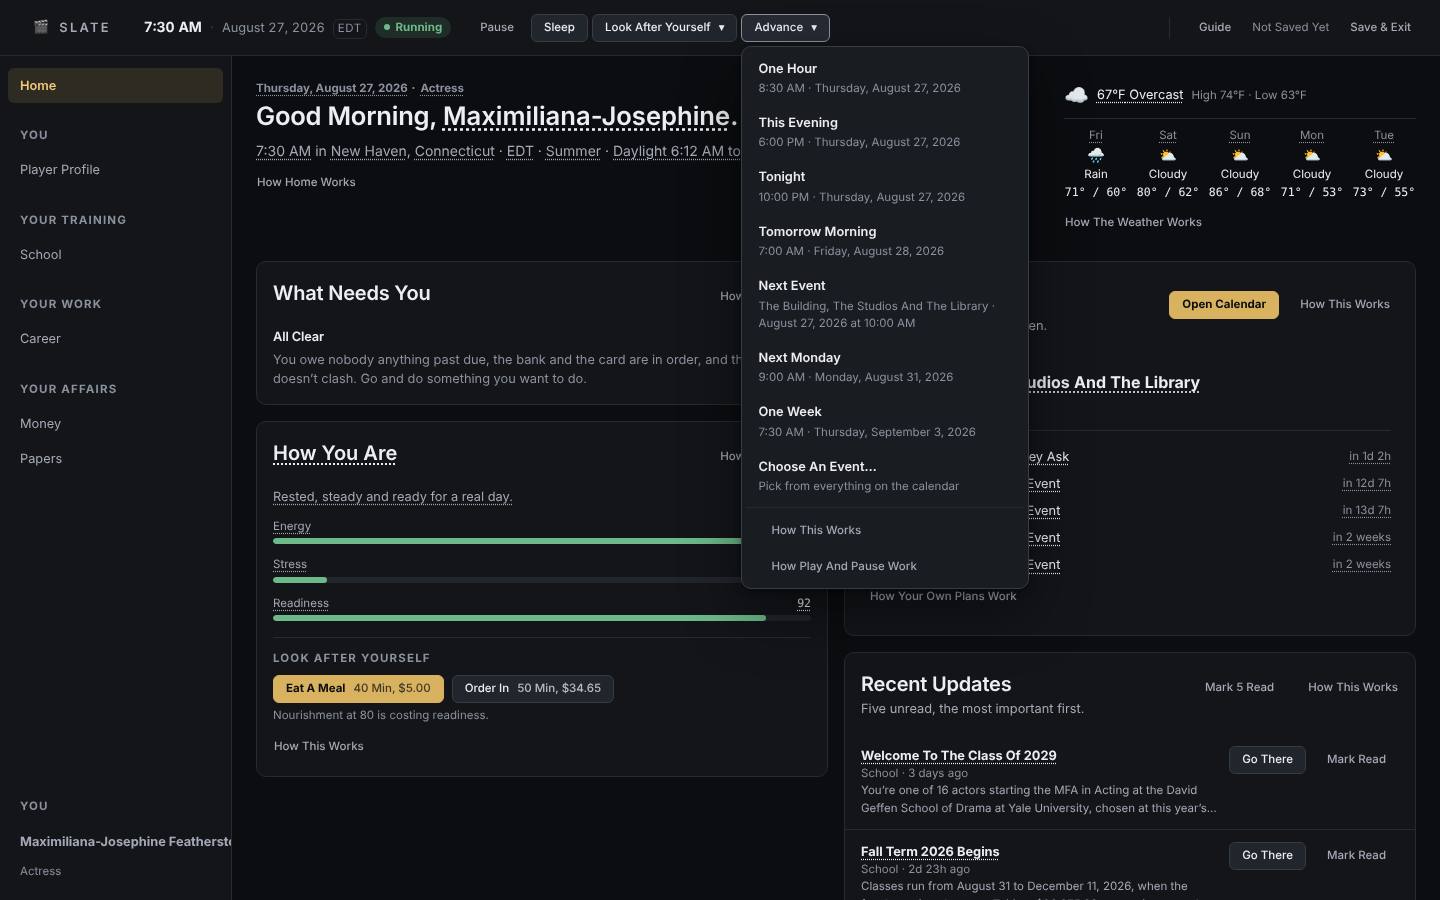 SLATE
7:30 AM · August 27, 2026 EDT Running
Pause
Sleep
Look After Yourself ▾
Advance ▾
Guide
Not Saved Yet
Save & Exit
Home
YOU
Player Profile
YOUR TRAINING
School
YOUR WORK
Career
YOUR AFFAIRS
Money
Papers
YOU
Maximiliana-Josephine
Actress
Thursday, August 27, 2026 · Actress
Good Morning, Maximiliana-Josephine.
7:30 AM in New Haven, Connecticut · EDT · Summer · Daylight 6:12 AM to
How Home Works
One Hour
8:30 AM · Thursday, August 27, 2026
This Evening
6:00 PM · Thursday, August 27, 2026
Tonight
10:00 PM · Thursday, August 27, 2026
Tomorrow Morning
7:00 AM · Friday, August 28, 2026
Next Event
The Building, The Studios And The Library ·
August 27, 2026 at 10:00 AM
Next Monday
9:00 AM · Monday, August 31, 2026
One Week
7:30 AM · Thursday, September 3, 2026
Choose An Event...
Pick from everything on the calendar
How This Works
How Play And Pause Work
67°F Overcast High 74°F · Low 63°F
Fri Sat Sun Mon Tue
Rain Cloudy Cloudy Cloudy Cloudy
71° / 60° 80° / 62° 86° / 68° 71° / 53° 73° / 55°
How The Weather Works
What Needs You
How
All Clear
You owe nobody anything past due, the bank and the card are in order, and
doesn't clash. Go and do something you want to do.
How You Are
How
Rested, steady and ready for a real day.
Energy
Stress
Readiness 92
LOOK AFTER YOURSELF
Eat A Meal 40 Min, $5.00
Order In 50 Min, $34.65
Nourishment at 80 is costing readiness.
How This Works
Open Calendar
How This Works
And The Library
Ask in 1d 2h
Event in 12d 7h
Event in 13d 7h
Event in 2 weeks
Event in 2 weeks
How Your Own Plans Work
Recent Updates
Mark 5 Read
How This Works
Five unread, the most important first.
Welcome To The Class Of 2029
Go There
Mark Read
School · 3 days ago
You're one of 16 actors starting the MFA in Acting at the David
Geffen School of Drama at Yale University, chosen at this year's...
Fall Term 2026 Begins
Go There
Mark Read
School · 2d 23h ago
Classes run from August 31 to December 11, 2026, when the